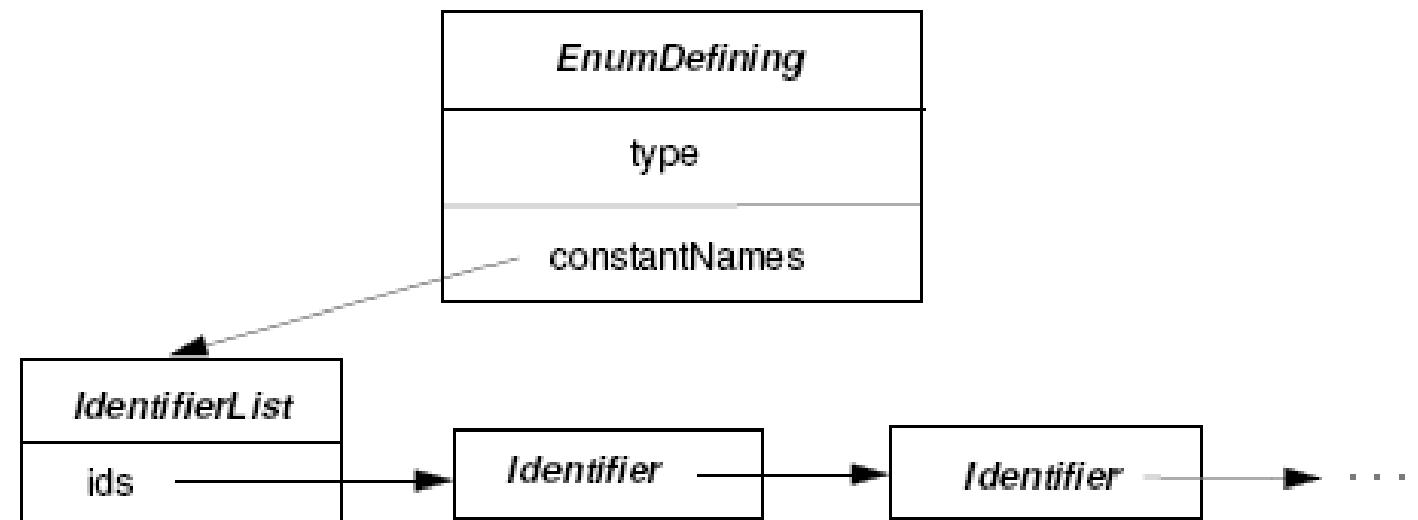 EnumDefining
type
constantNames
IdentifierList
ids
Identifier
Identifier
. . .